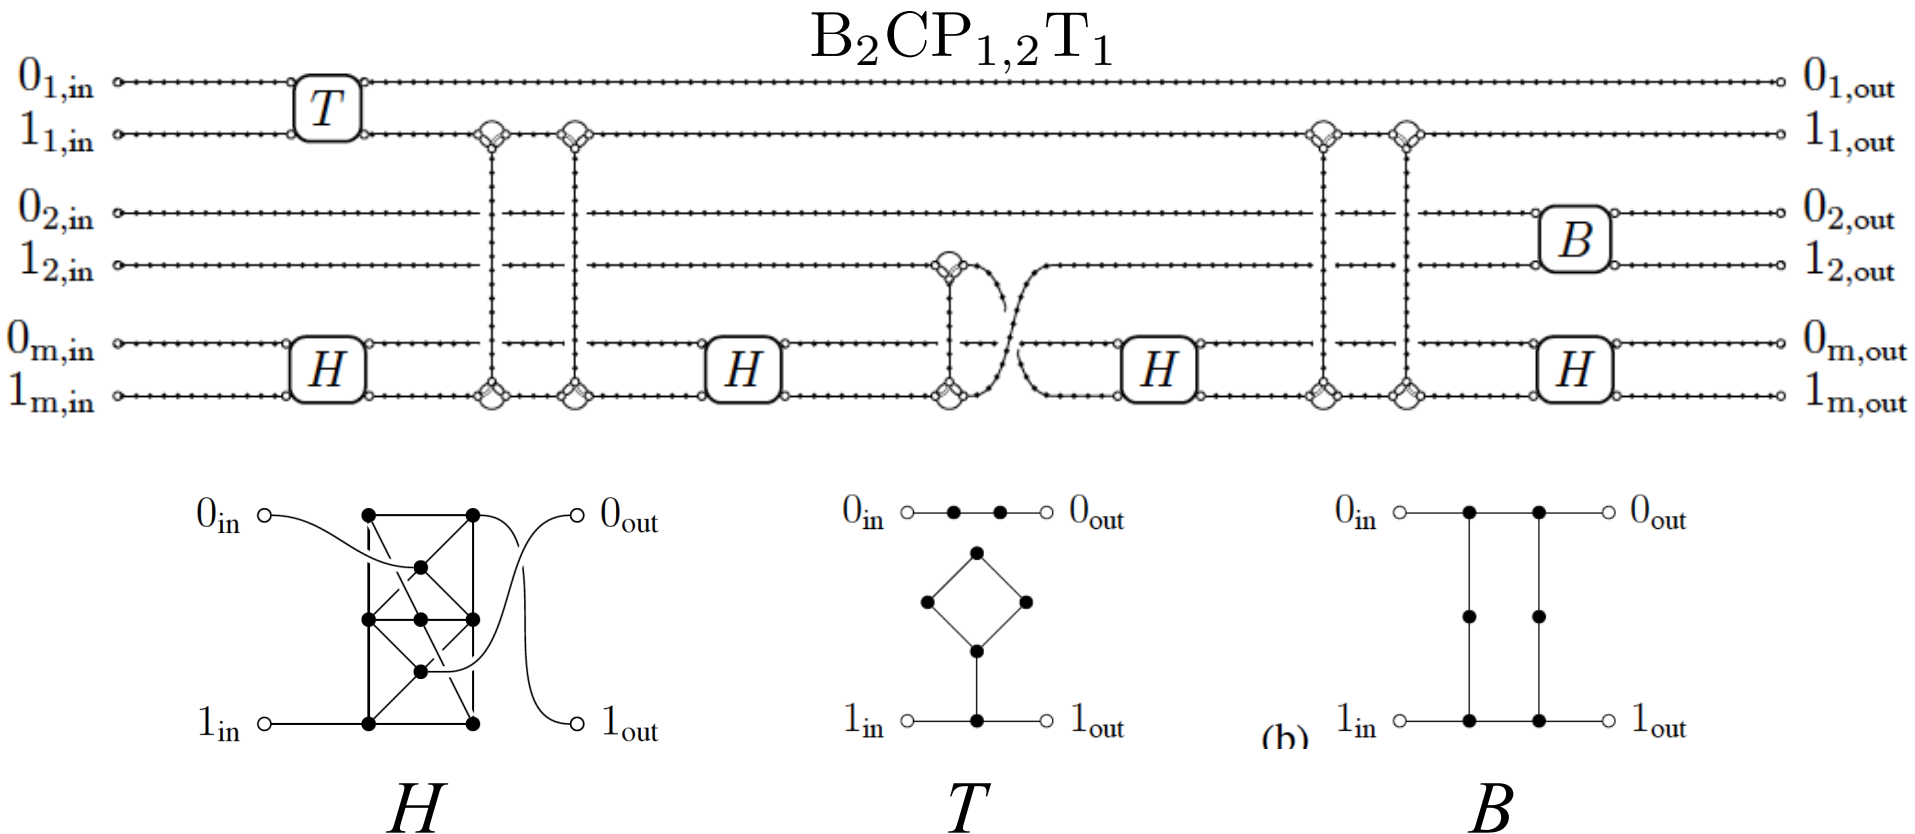 B₂CP₁,₂T₁
0₁,in T 0₁,out
1₁,in 1₁,out
0₂,in 0₂,out
1₂,in B 1₂,out
0ₘ,in 0ₘ,out
H H H H
1ₘ,in 1ₘ,out
0in 0out 0in 0out 0in 0out
1in 1out 1in 1out (b) 1in 1out
H T B